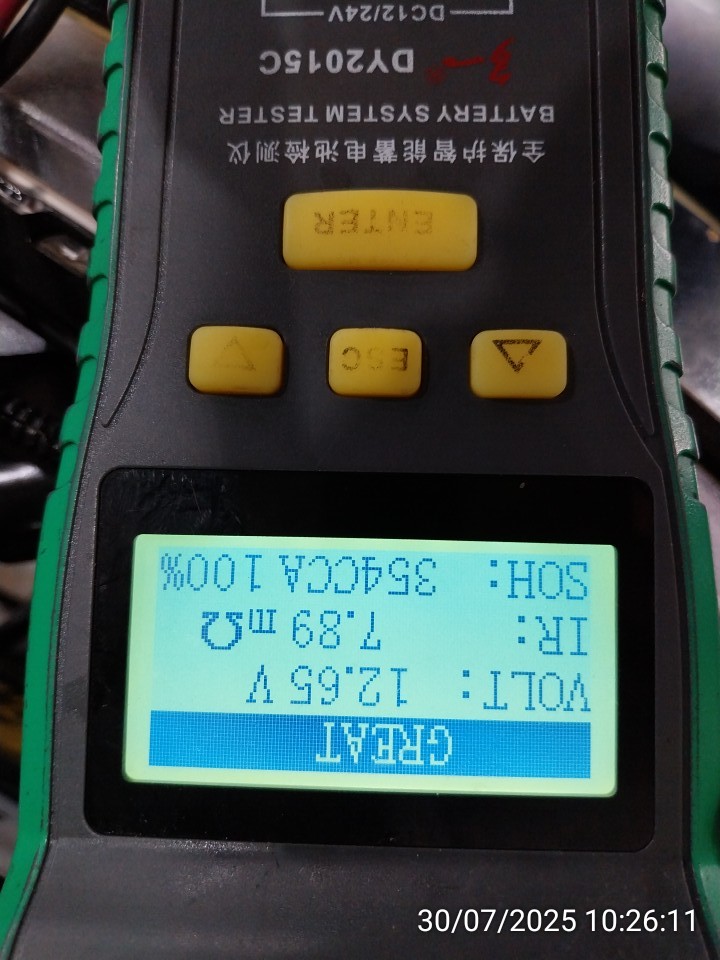 GREAT
VOLT: 12.65 V
IR: 7.89 mΩ
SOH: 354CCA 100%
ESC
ENTER
全保护智能蓄电池检测仪
BATTERY SYSTEM TESTER
DY2015C
DC12/24V
30/07/2025 10:26:11